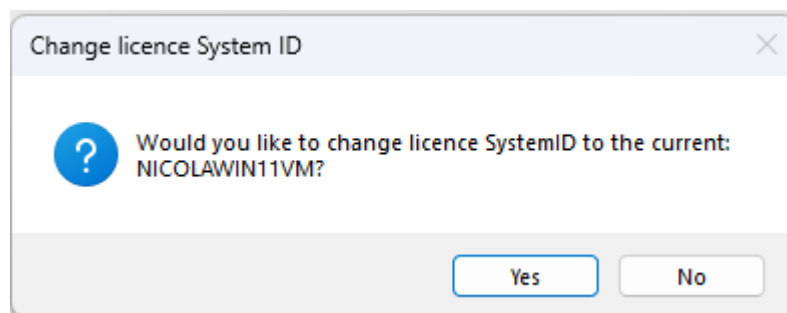 Change licence System ID
Would you like to change licence SystemID to the current:
NICOLAWIN11VM?
Yes
No